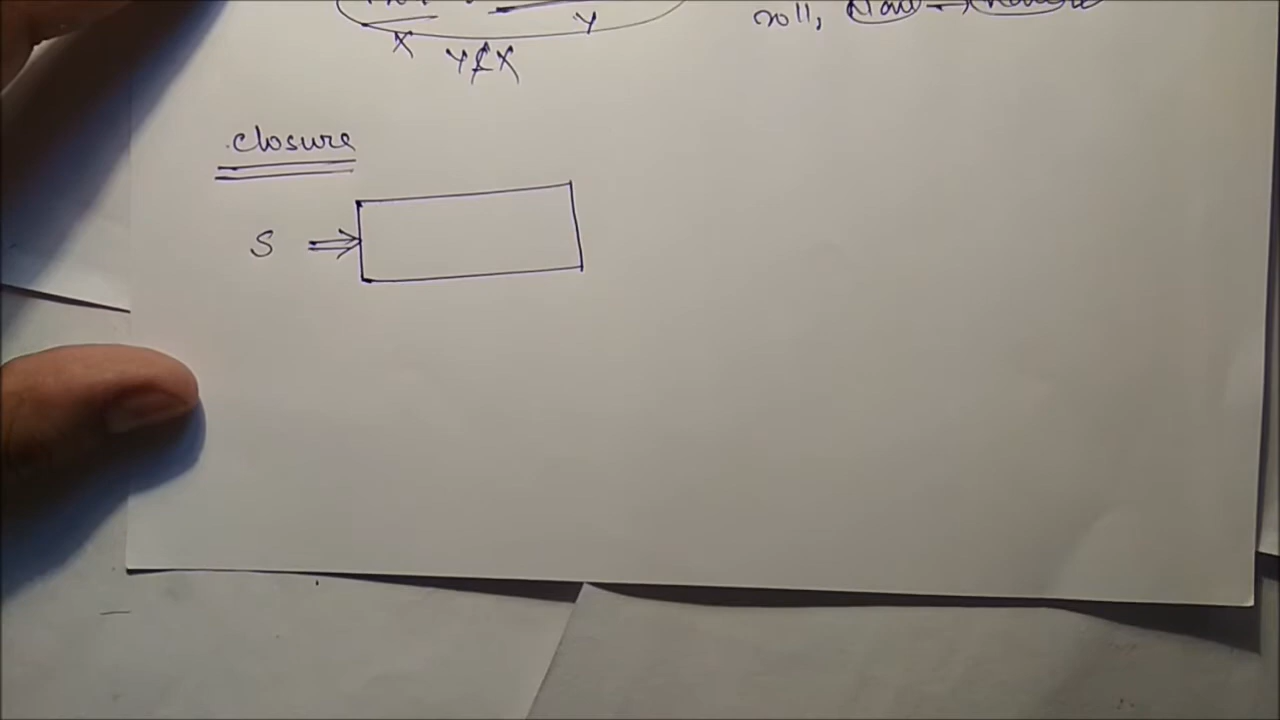 X Y
Y⊄X
roll,
closure
S ⇒